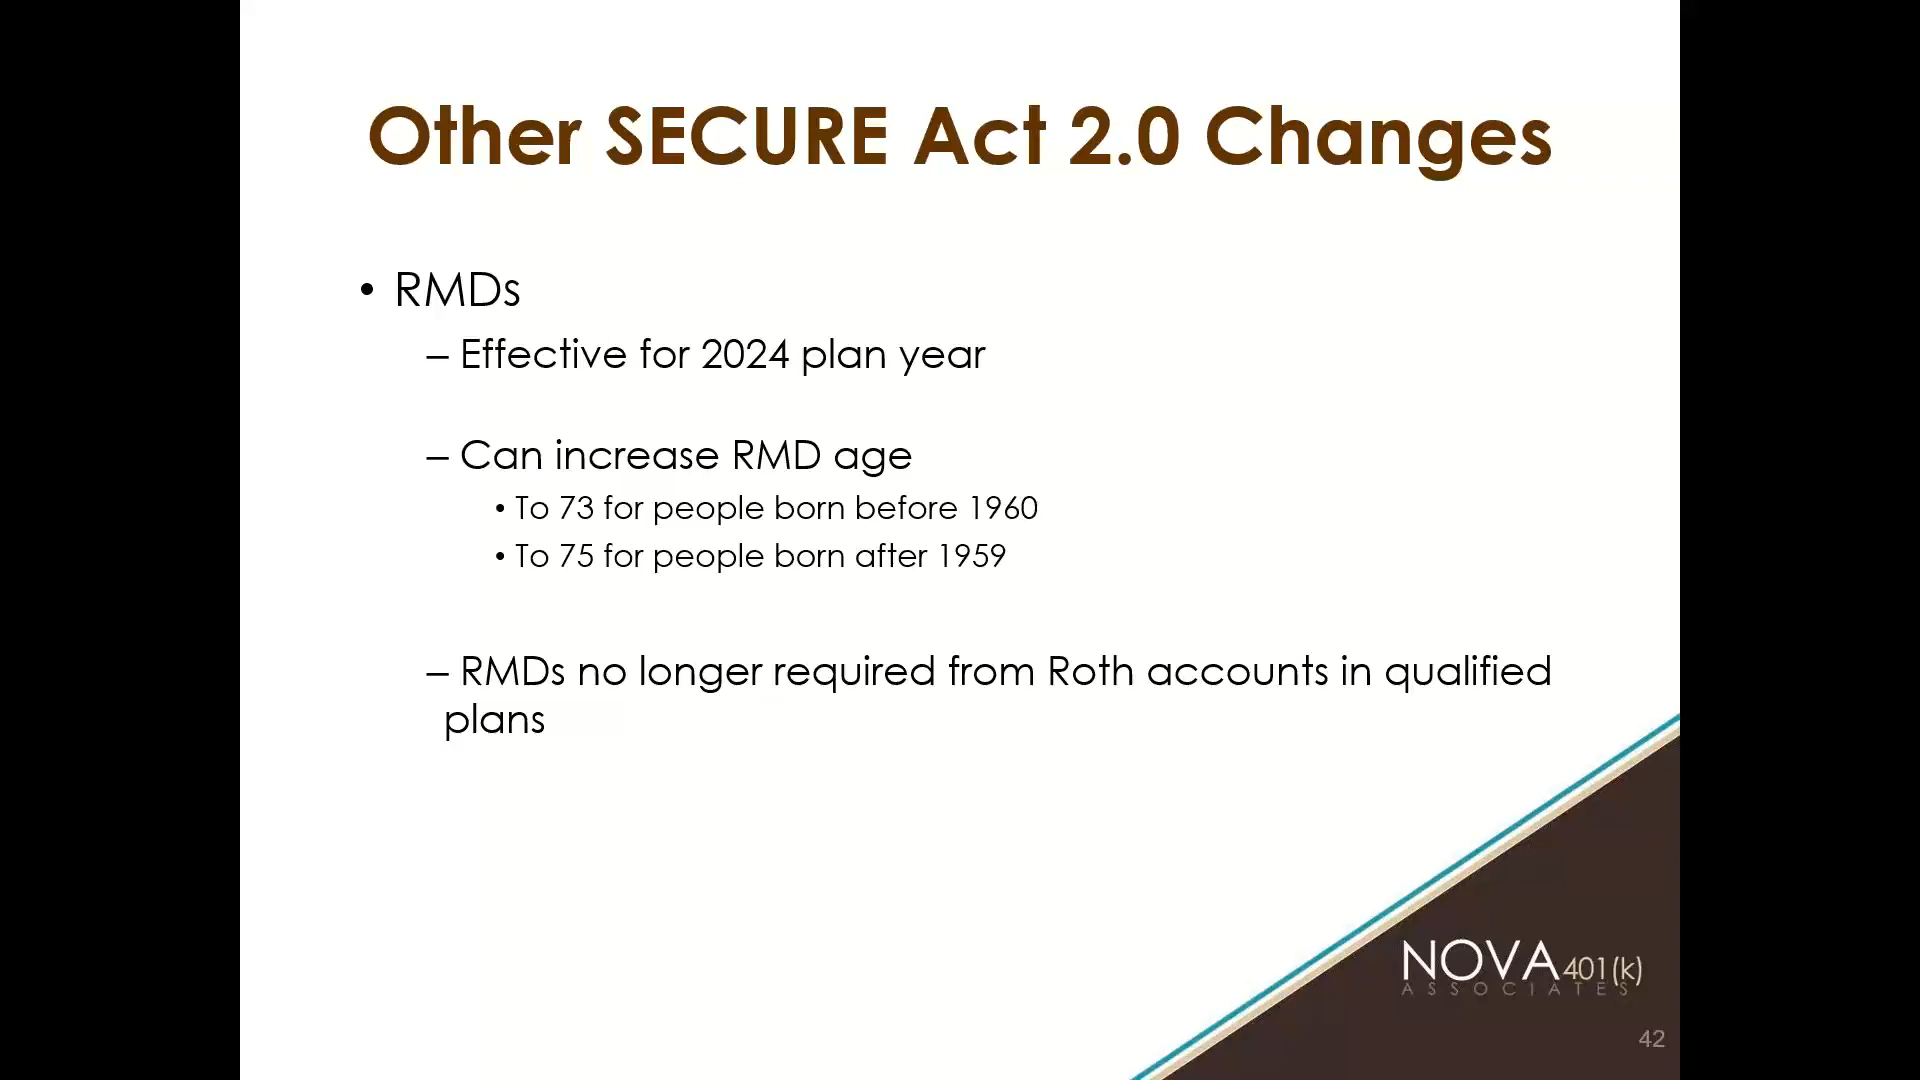 Other SECURE Act 2.0 Changes
• RMDs
– Effective for 2024 plan year
– Can increase RMD age
• To 73 for people born before 1960
• To 75 for people born after 1959
– RMDs no longer required from Roth accounts in qualified
plans
NOVA 401(k)
ASSOCIATES
42